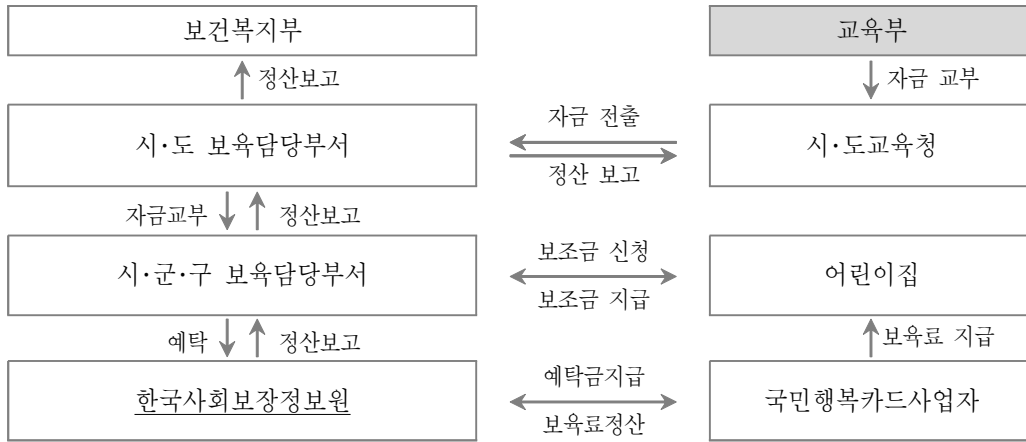 보건복지부
교육부
정산보고
자금 교부
시·도 보육담당부서
자금 전출
정산 보고
시·도교육청
자금교부
정산보고
시·군·구 보육담당부서
보조금 신청
보조금 지급
어린이집
예탁
정산보고
보육료 지급
한국사회보장정보원
예탁금지급
보육료정산
국민행복카드사업자